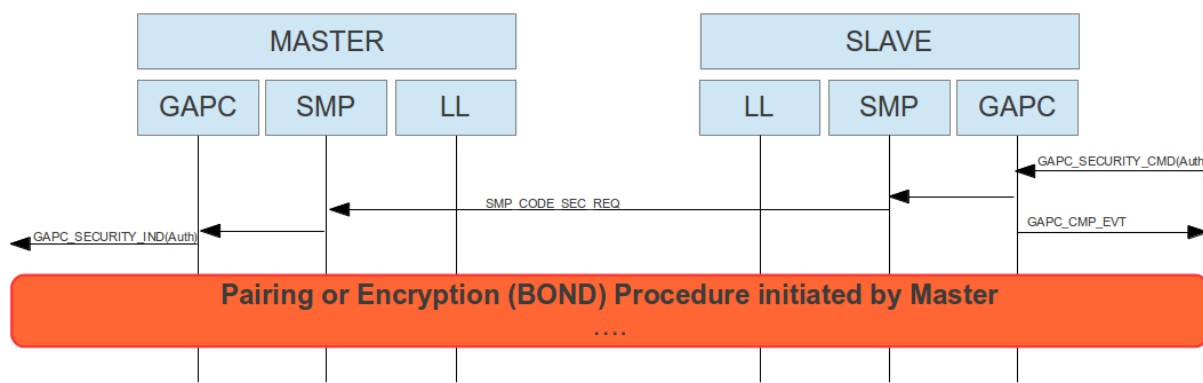 MASTER
SLAVE
GAPC
SMP
LL
LL
SMP
GAPC
GAPC_SECURITY_CMD(Auth
SMP_CODE_SEC_REQ
GAPC_CMP_EVT
GAPC_SECURITY_IND(Auth)
Pairing or Encryption (BOND) Procedure initiated by Master
....